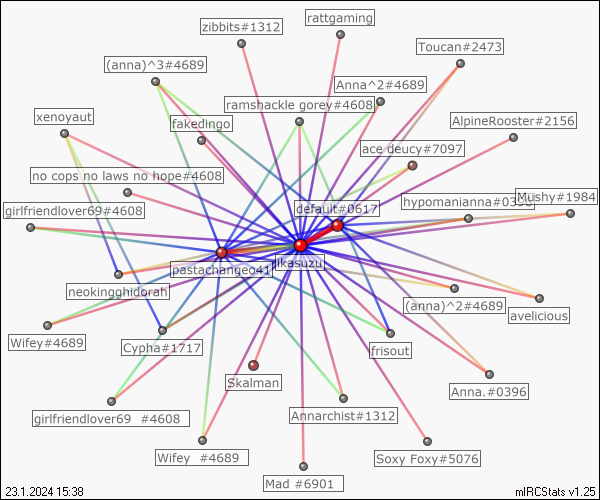 rattgaming
zibbits#1312
Toucan#2473
(anna)^3#4689
Anna^2#4689
ramshackle gorey#4608
xenoyaut
fakedingo
AlpineRooster#2156
ace deucy#7097
no cops no laws no hope#4608
Mushy#1984
hypomanianna#0396
default#0617
girlfriendlover69#4608
likasuzu
pastachangeo41
neokingghidorah
(anna)^2#4689
avelicious
Wifey#4689
Cypha#1717
frisout
Skalman
Anna.#0396
girlfriendlover69  #4608
Annarchist#1312
Wifey  #4689
Soxy Foxy#5076
Mad #6901
23.1.2024 15:38
mIRCStats v1.25